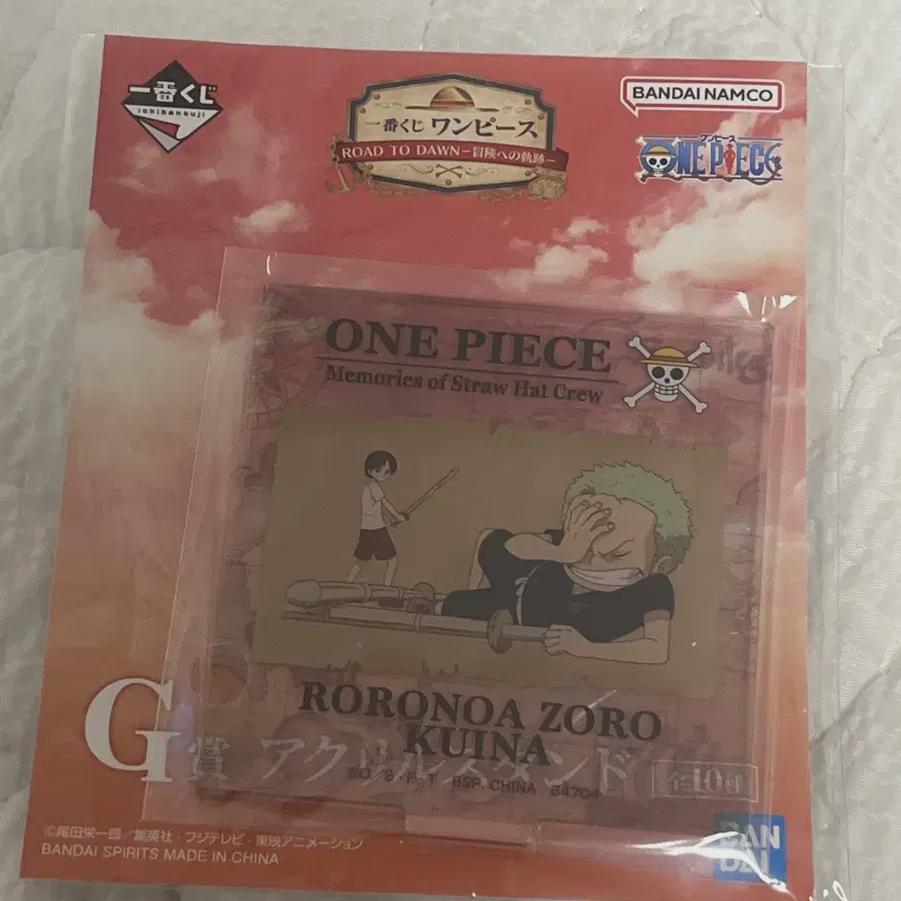 一番くじ
ichibankuji
一番くじ ワンピース
ROAD TO DAWN－冒険への軌跡－
BANDAI NAMCO
ワンピース
ONE PIECE
ONE PIECE
Memories of Straw Hat Crew
RORONOA ZORO
KUINA
G賞 アクリルスタンド
全10種
BSP, CHINA
BAN
DAI
©尾田栄一郎／集英社・フジテレビ・東映アニメーション
BANDAI SPIRITS MADE IN CHINA